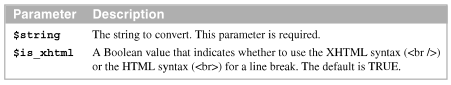 Parameter Description
$string The string to convert. This parameter is required.
$is_xhtml A Boolean value that indicates whether to use the XHTML syntax (<br />)
or the HTML syntax (<br>) for a line break. The default is TRUE.